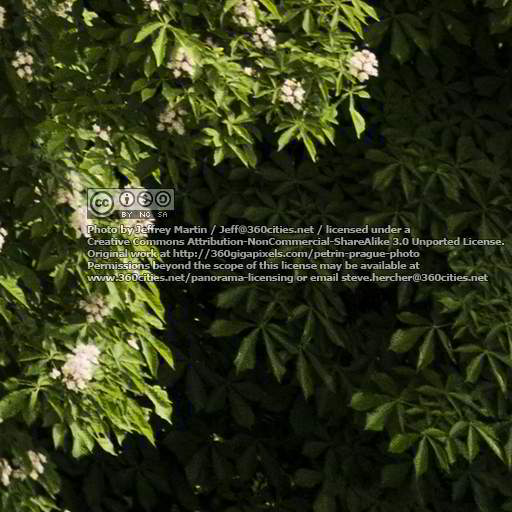 cc
BY NC SA
Photo by Jeffrey Martin / Jeff@360cities.net / licensed under a
Creative Commons Attribution-NonCommercial-ShareAlike 3.0 Unported License.
Original work at http://360gigapixels.com/petrin-prague-photo
Permissions beyond the scope of this license may be available at
www.360cities.net/panorama-licensing or email steve.hercher@360cities.net